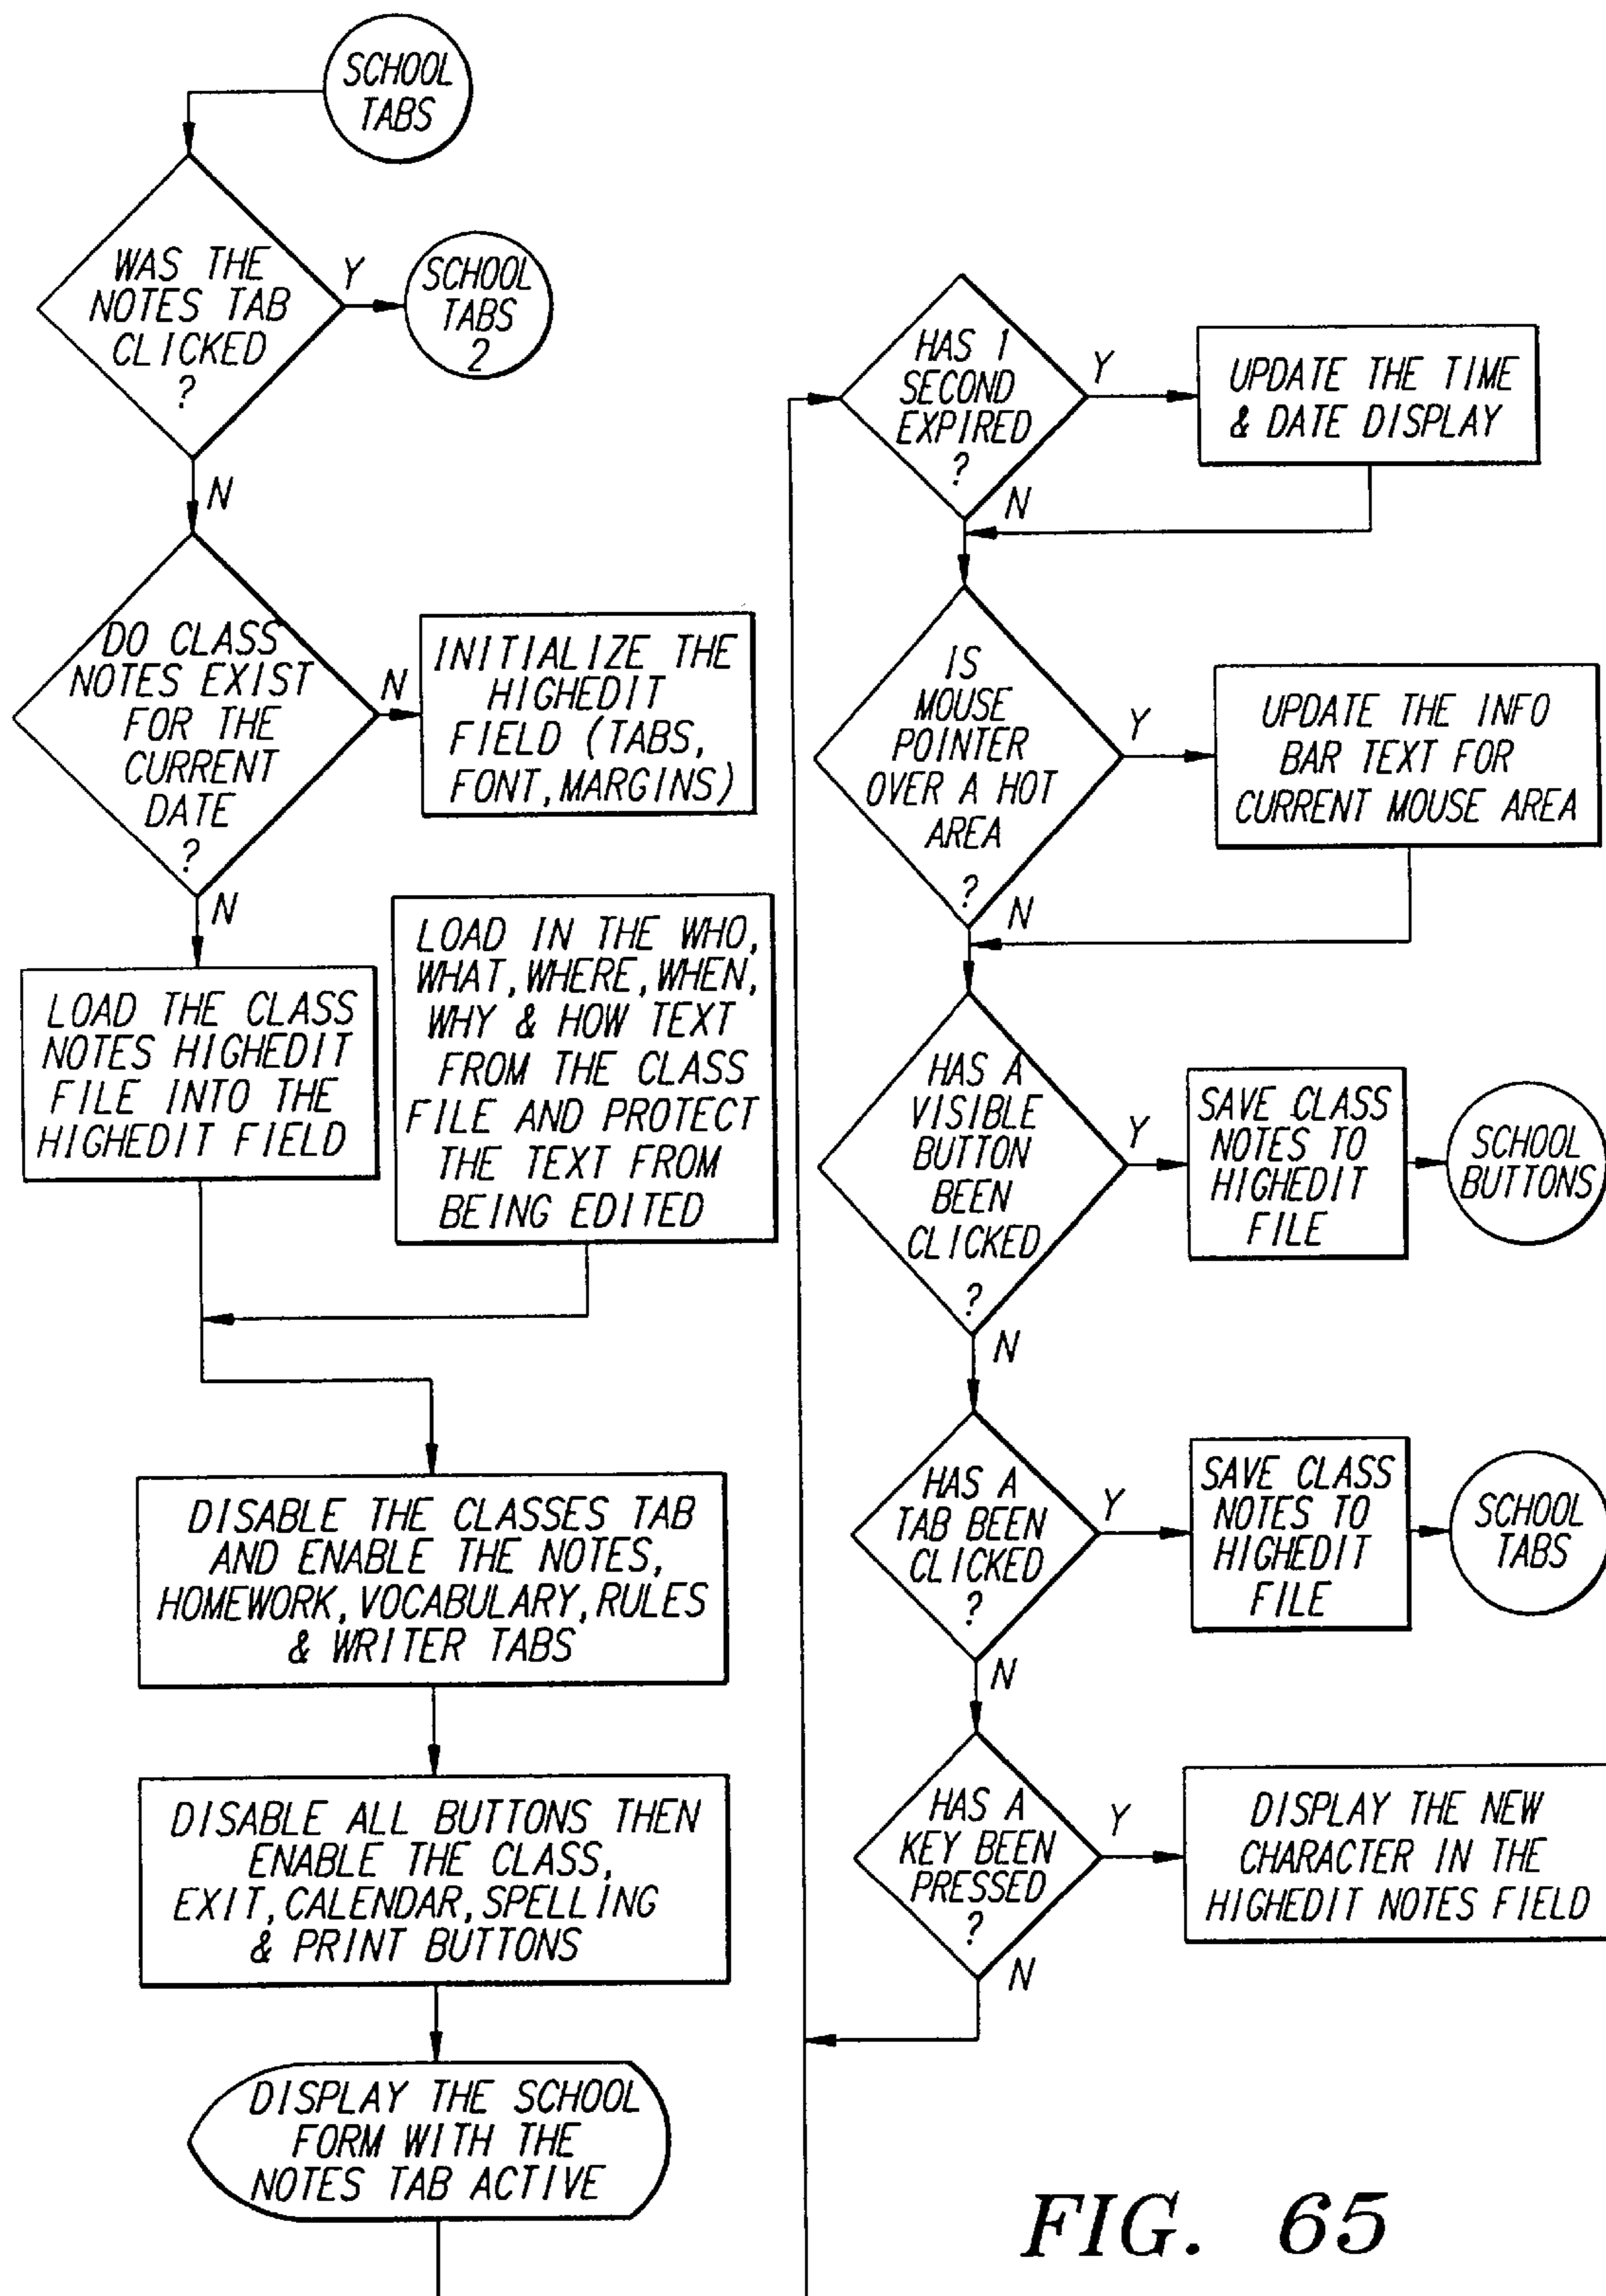 SCHOOL
TABS
WAS THE
NOTES TAB
CLICKED
?
Y
SCHOOL
TABS
2
N
DO CLASS
NOTES EXIST
FOR THE
CURRENT
DATE
?
N
INITIALIZE THE
HIGHEDIT
FIELD (TABS,
FONT, MARGINS)
N
LOAD THE CLASS
NOTES HIGHEDIT
FILE INTO THE
HIGHEDIT FIELD
LOAD IN THE WHO,
WHAT, WHERE, WHEN,
WHY & HOW TEXT
FROM THE CLASS
FILE AND PROTECT
THE TEXT FROM
BEING EDITED
DISABLE THE CLASSES TAB
AND ENABLE THE NOTES,
HOMEWORK, VOCABULARY, RULES
& WRITER TABS
DISABLE ALL BUTTONS THEN
ENABLE THE CLASS,
EXIT, CALENDAR, SPELLING
& PRINT BUTTONS
DISPLAY THE SCHOOL
FORM WITH THE
NOTES TAB ACTIVE
HAS 1
SECOND
EXPIRED
?
Y
UPDATE THE TIME
& DATE DISPLAY
N
IS
MOUSE
POINTER
OVER A HOT
AREA
?
Y
UPDATE THE INFO
BAR TEXT FOR
CURRENT MOUSE AREA
N
HAS A
VISIBLE
BUTTON
BEEN
CLICKED
?
Y
SAVE CLASS
NOTES TO
HIGHEDIT
FILE
SCHOOL
BUTTONS
N
HAS A
TAB BEEN
CLICKED
?
Y
SAVE CLASS
NOTES TO
HIGHEDIT
FILE
SCHOOL
TABS
N
HAS A
KEY BEEN
PRESSED
?
Y
DISPLAY THE NEW
CHARACTER IN THE
HIGHEDIT NOTES FIELD
N
FIG. 65